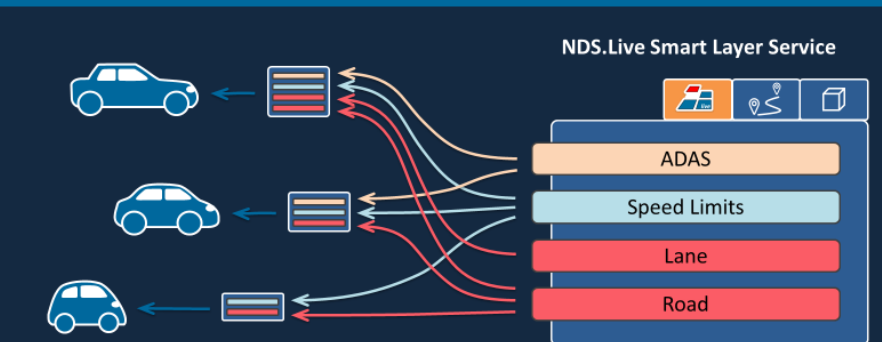 NDS.Live Smart Layer Service
ADAS
Speed Limits
Lane
Road